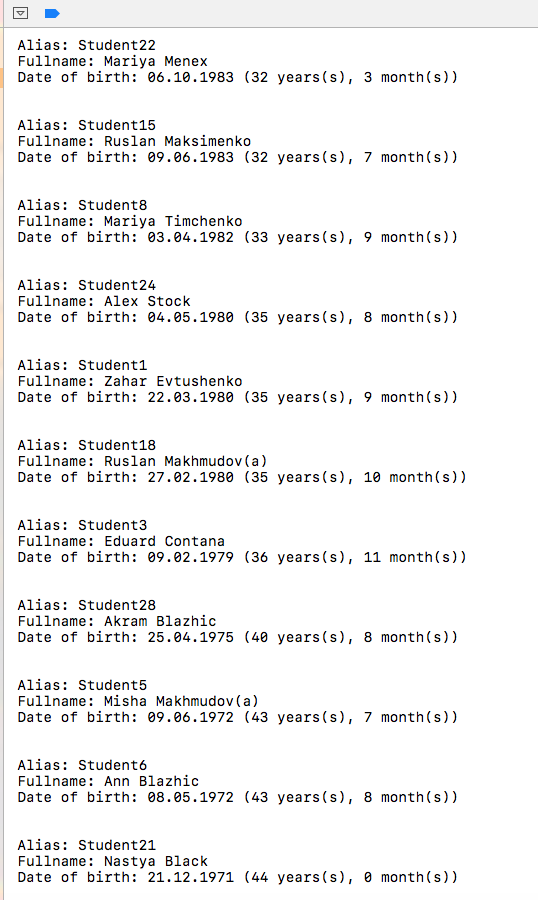 Alias: Student22
Fullname: Mariya Menex
Date of birth: 06.10.1983 (32 years(s), 3 month(s))
Alias: Student15
Fullname: Ruslan Maksimenko
Date of birth: 09.06.1983 (32 years(s), 7 month(s))
Alias: Student8
Fullname: Mariya Timchenko
Date of birth: 03.04.1982 (33 years(s), 9 month(s))
Alias: Student24
Fullname: Alex Stock
Date of birth: 04.05.1980 (35 years(s), 8 month(s))
Alias: Student1
Fullname: Zahar Evtushenko
Date of birth: 22.03.1980 (35 years(s), 9 month(s))
Alias: Student18
Fullname: Ruslan Makhmudov(a)
Date of birth: 27.02.1980 (35 years(s), 10 month(s))
Alias: Student3
Fullname: Eduard Contana
Date of birth: 09.02.1979 (36 years(s), 11 month(s))
Alias: Student28
Fullname: Akram Blazhic
Date of birth: 25.04.1975 (40 years(s), 8 month(s))
Alias: Student5
Fullname: Misha Makhmudov(a)
Date of birth: 09.06.1972 (43 years(s), 7 month(s))
Alias: Student6
Fullname: Ann Blazhic
Date of birth: 08.05.1972 (43 years(s), 8 month(s))
Alias: Student21
Fullname: Nastya Black
Date of birth: 21.12.1971 (44 years(s), 0 month(s))